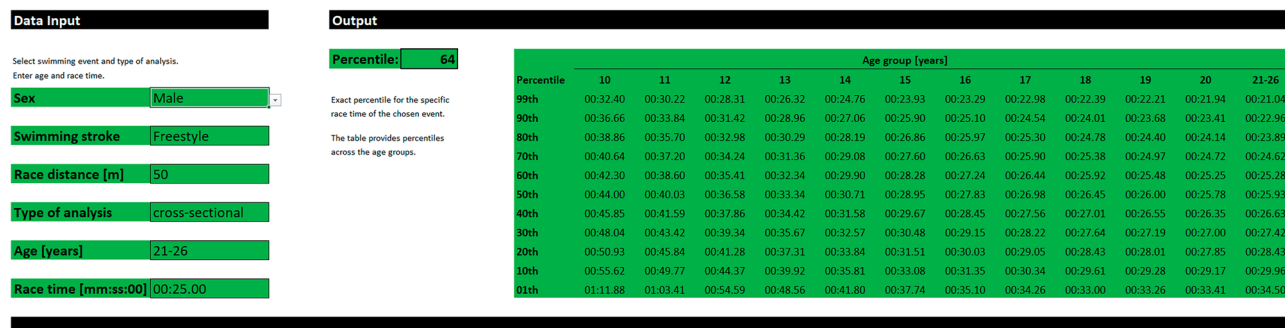 Data Input
Output
Select swimming event and type of analysis.
Enter age and race time.
Sex Male
Swimming stroke Freestyle
Race distance [m] 50
Type of analysis cross-sectional
Age [years] 21-26
Race time [mm:ss:00] 00:25.00
Percentile: 64
Exact percentile for the specific
race time of the chosen event.
The table provides percentiles
across the age groups.
Age group [years]
Percentile 10 11 12 13 14 15 16 17 18 19 20 21-26
99th 00:32.40 00:30.22 00:28.31 00:26.32 00:24.76 00:23.93 00:23.29 00:22.98 00:22.39 00:22.21 00:21.94 00:21.04
90th 00:36.66 00:33.84 00:31.42 00:28.96 00:27.06 00:25.90 00:25.10 00:24.54 00:24.01 00:23.68 00:23.41 00:22.96
80th 00:38.86 00:35.70 00:32.98 00:30.29 00:28.19 00:26.86 00:25.97 00:25.30 00:24.78 00:24.40 00:24.14 00:23.89
70th 00:40.64 00:37.20 00:34.24 00:31.36 00:29.08 00:27.60 00:26.63 00:25.90 00:25.38 00:24.97 00:24.72 00:24.62
60th 00:42.30 00:38.60 00:35.41 00:32.34 00:29.90 00:28.28 00:27.24 00:26.44 00:25.92 00:25.48 00:25.25 00:25.28
50th 00:44.00 00:40.03 00:36.58 00:33.34 00:30.71 00:28.95 00:27.83 00:26.98 00:26.45 00:26.00 00:25.78 00:25.93
40th 00:45.85 00:41.59 00:37.86 00:34.42 00:31.58 00:29.67 00:28.45 00:27.56 00:27.01 00:26.55 00:26.35 00:26.63
30th 00:48.04 00:43.42 00:39.34 00:35.67 00:32.57 00:30.48 00:29.15 00:28.22 00:27.64 00:27.19 00:27.00 00:27.42
20th 00:50.93 00:45.84 00:41.28 00:37.31 00:33.84 00:31.51 00:30.03 00:29.05 00:28.43 00:28.01 00:27.85 00:28.43
10th 00:55.62 00:49.77 00:44.37 00:39.92 00:35.81 00:33.08 00:31.35 00:30.34 00:29.61 00:29.28 00:29.17 00:29.96
01th 01:11.88 01:03.41 00:54.59 00:48.56 00:41.80 00:37.74 00:35.10 00:34.26 00:33.00 00:33.26 00:33.41 00:34.50